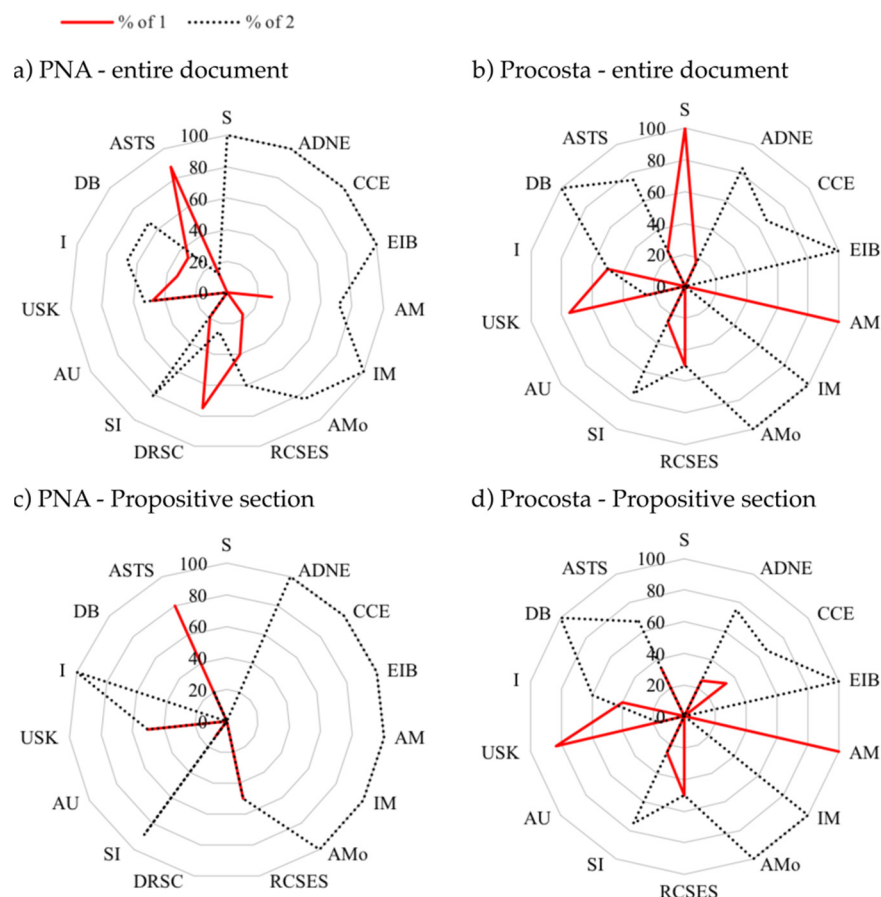 % of 1 % of 2
a) PNA - entire document
b) Procosta - entire document
S
ADNE
CCE
EIB
AM
IM
AMo
RCSES
DRSC
SI
AU
USK
I
DB
ASTS
100
80
60
40
20
0
S
ADNE
CCE
EIB
AM
IM
AMo
RCSES
SI
AU
USK
I
DB
ASTS
100
80
60
40
20
0
c) PNA - Propositive section
d) Procosta - Propositive section
S
ADNE
CCE
EIB
AM
IM
AMo
RCSES
DRSC
SI
AU
USK
I
DB
ASTS
100
80
60
40
20
0
S
ADNE
CCE
EIB
AM
IM
AMo
RCSES
SI
AU
USK
I
DB
ASTS
100
80
60
40
20
0